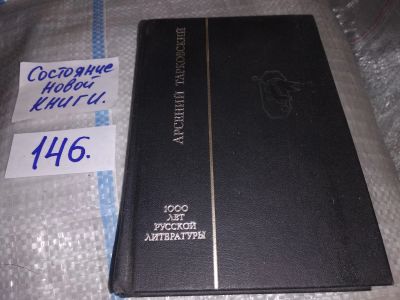 Состояние
новой
книги.
146.
АРСЕНИЙ ТАРКОВСКИЙ
1000
ЛЕТ
РУССКОЙ
ЛИТЕРАТУРЫ